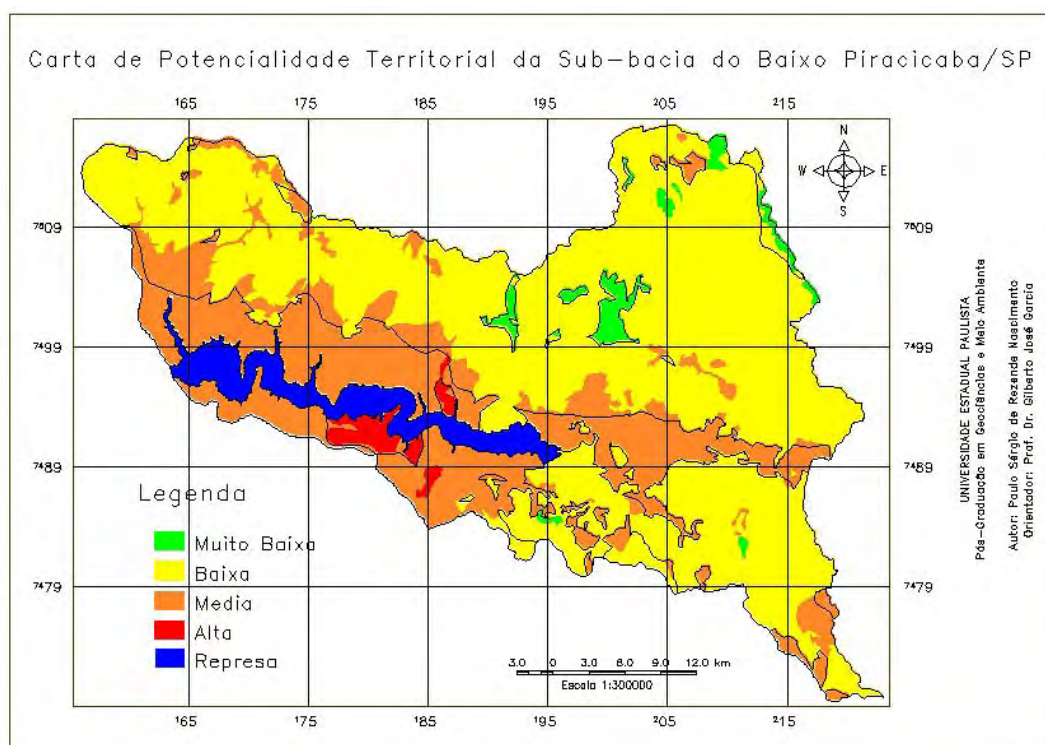 Carta de Potencialidade Territorial da Sub-bacia do Baixo Piracicaba/SP
165 175 185 195 205 215
N
W E
S
7809 7809
7499 7499
7489 7489
7479 7479
Legenda
Muito Baixa
Baixa
Media
Alta
Represa
3.0 0 3.0 6.0 9.0 12.0 km
Escala 1:300000
165 175 185 195 205 215
UNIVERSIDADE ESTADUAL PAULISTA
Pós-Graduação em Geociências e Meio Ambiente
Autor: Paulo Sérgio de Rezende Nascimento
Orientador: Prof. Dr. Gilberto José Garcia